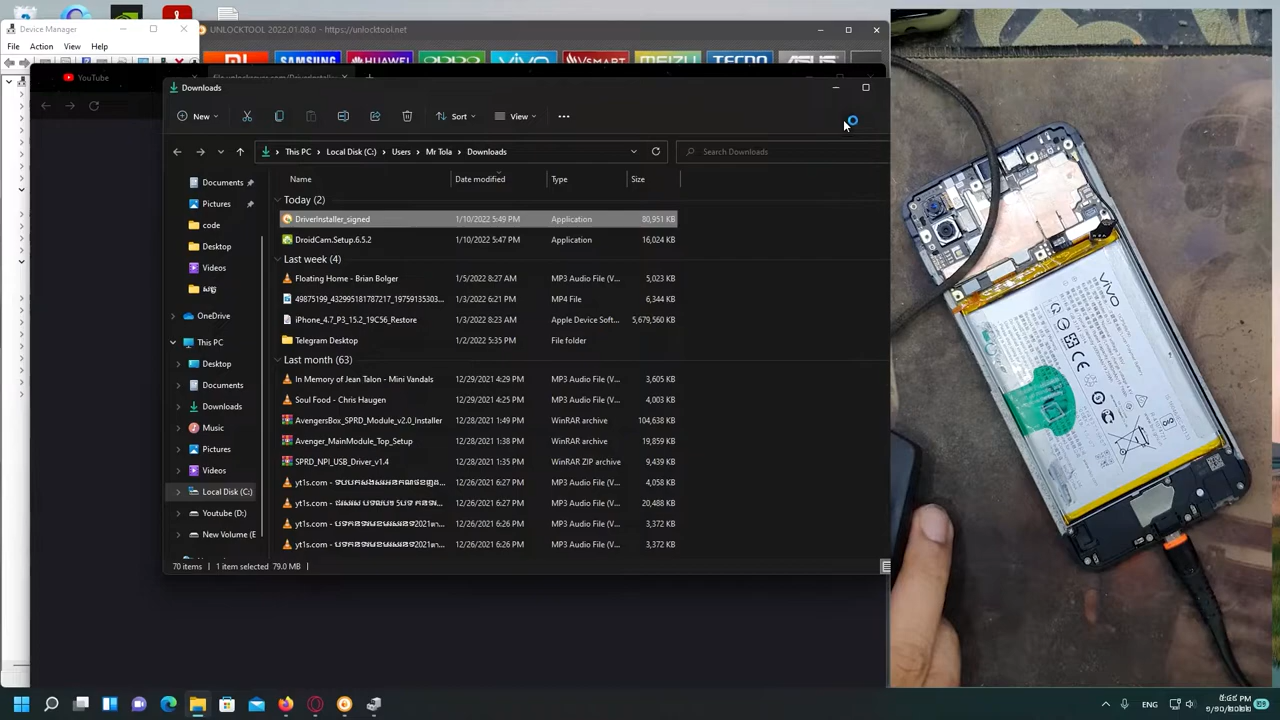 Device Manager
UNLOCKTOOL 2022.01.08.0 - https://unlocktool.net
File Action View Help
SAMSUNG HUAWEI OPPO vivo VSMART MEIZU TECNO ASUS
YouTube
Downloads
New Sort View
This PC Local Disk (C:) Users Mr Tola Downloads
Search Downloads
Name Date modified Type Size
Documents
Pictures
code
Desktop
Videos
OneDrive
This PC
Desktop
Documents
Downloads
Music
Pictures
Videos
Local Disk (C:)
Youtube (D:)
New Volume (E
Today (2)
DriverInstaller_signed 1/10/2022 5:49 PM Application 80,951 KB
DroidCam.Setup.6.5.2 1/10/2022 5:47 PM Application 16,024 KB
Last week (4)
Floating Home - Brian Bolger 1/5/2022 8:27 AM MP3 Audio File (V... 5,023 KB
49875199_432995181787217_19759135303... 1/3/2022 6:21 PM MP4 File 6,344 KB
iPhone_4.7_P3_15.2_19C56_Restore 1/3/2022 8:23 AM Apple Device Soft... 5,679,560 KB
Telegram Desktop 1/2/2022 5:35 PM File folder
Last month (63)
In Memory of Jean Talon - Mini Vandals 12/29/2021 4:29 PM MP3 Audio File (V... 3,605 KB
Soul Food - Chris Haugen 12/29/2021 4:25 PM MP3 Audio File (V... 4,003 KB
AvengersBox_SPRD_Module_v2.0_Installer 12/28/2021 1:49 PM WinRAR archive 104,638 KB
Avenger_MainModule_Top_Setup 12/28/2021 1:38 PM WinRAR archive 19,859 KB
SPRD_NPI_USB_Driver_v1.4 12/28/2021 1:35 PM WinRAR ZIP archive 9,439 KB
yt1s.com - 12/26/2021 6:26 PM MP3 Audio File (V... 4,058 KB
yt1s.com - 12/26/2021 6:26 PM MP3 Audio File (V... 20,488 KB
yt1s.com - 12/26/2021 6:26 PM MP3 Audio File (V... 3,372 KB
yt1s.com - 12/26/2021 6:26 PM MP3 Audio File (V... 3,372 KB
70 items 1 item selected 79.0 MB
ENG
vivo